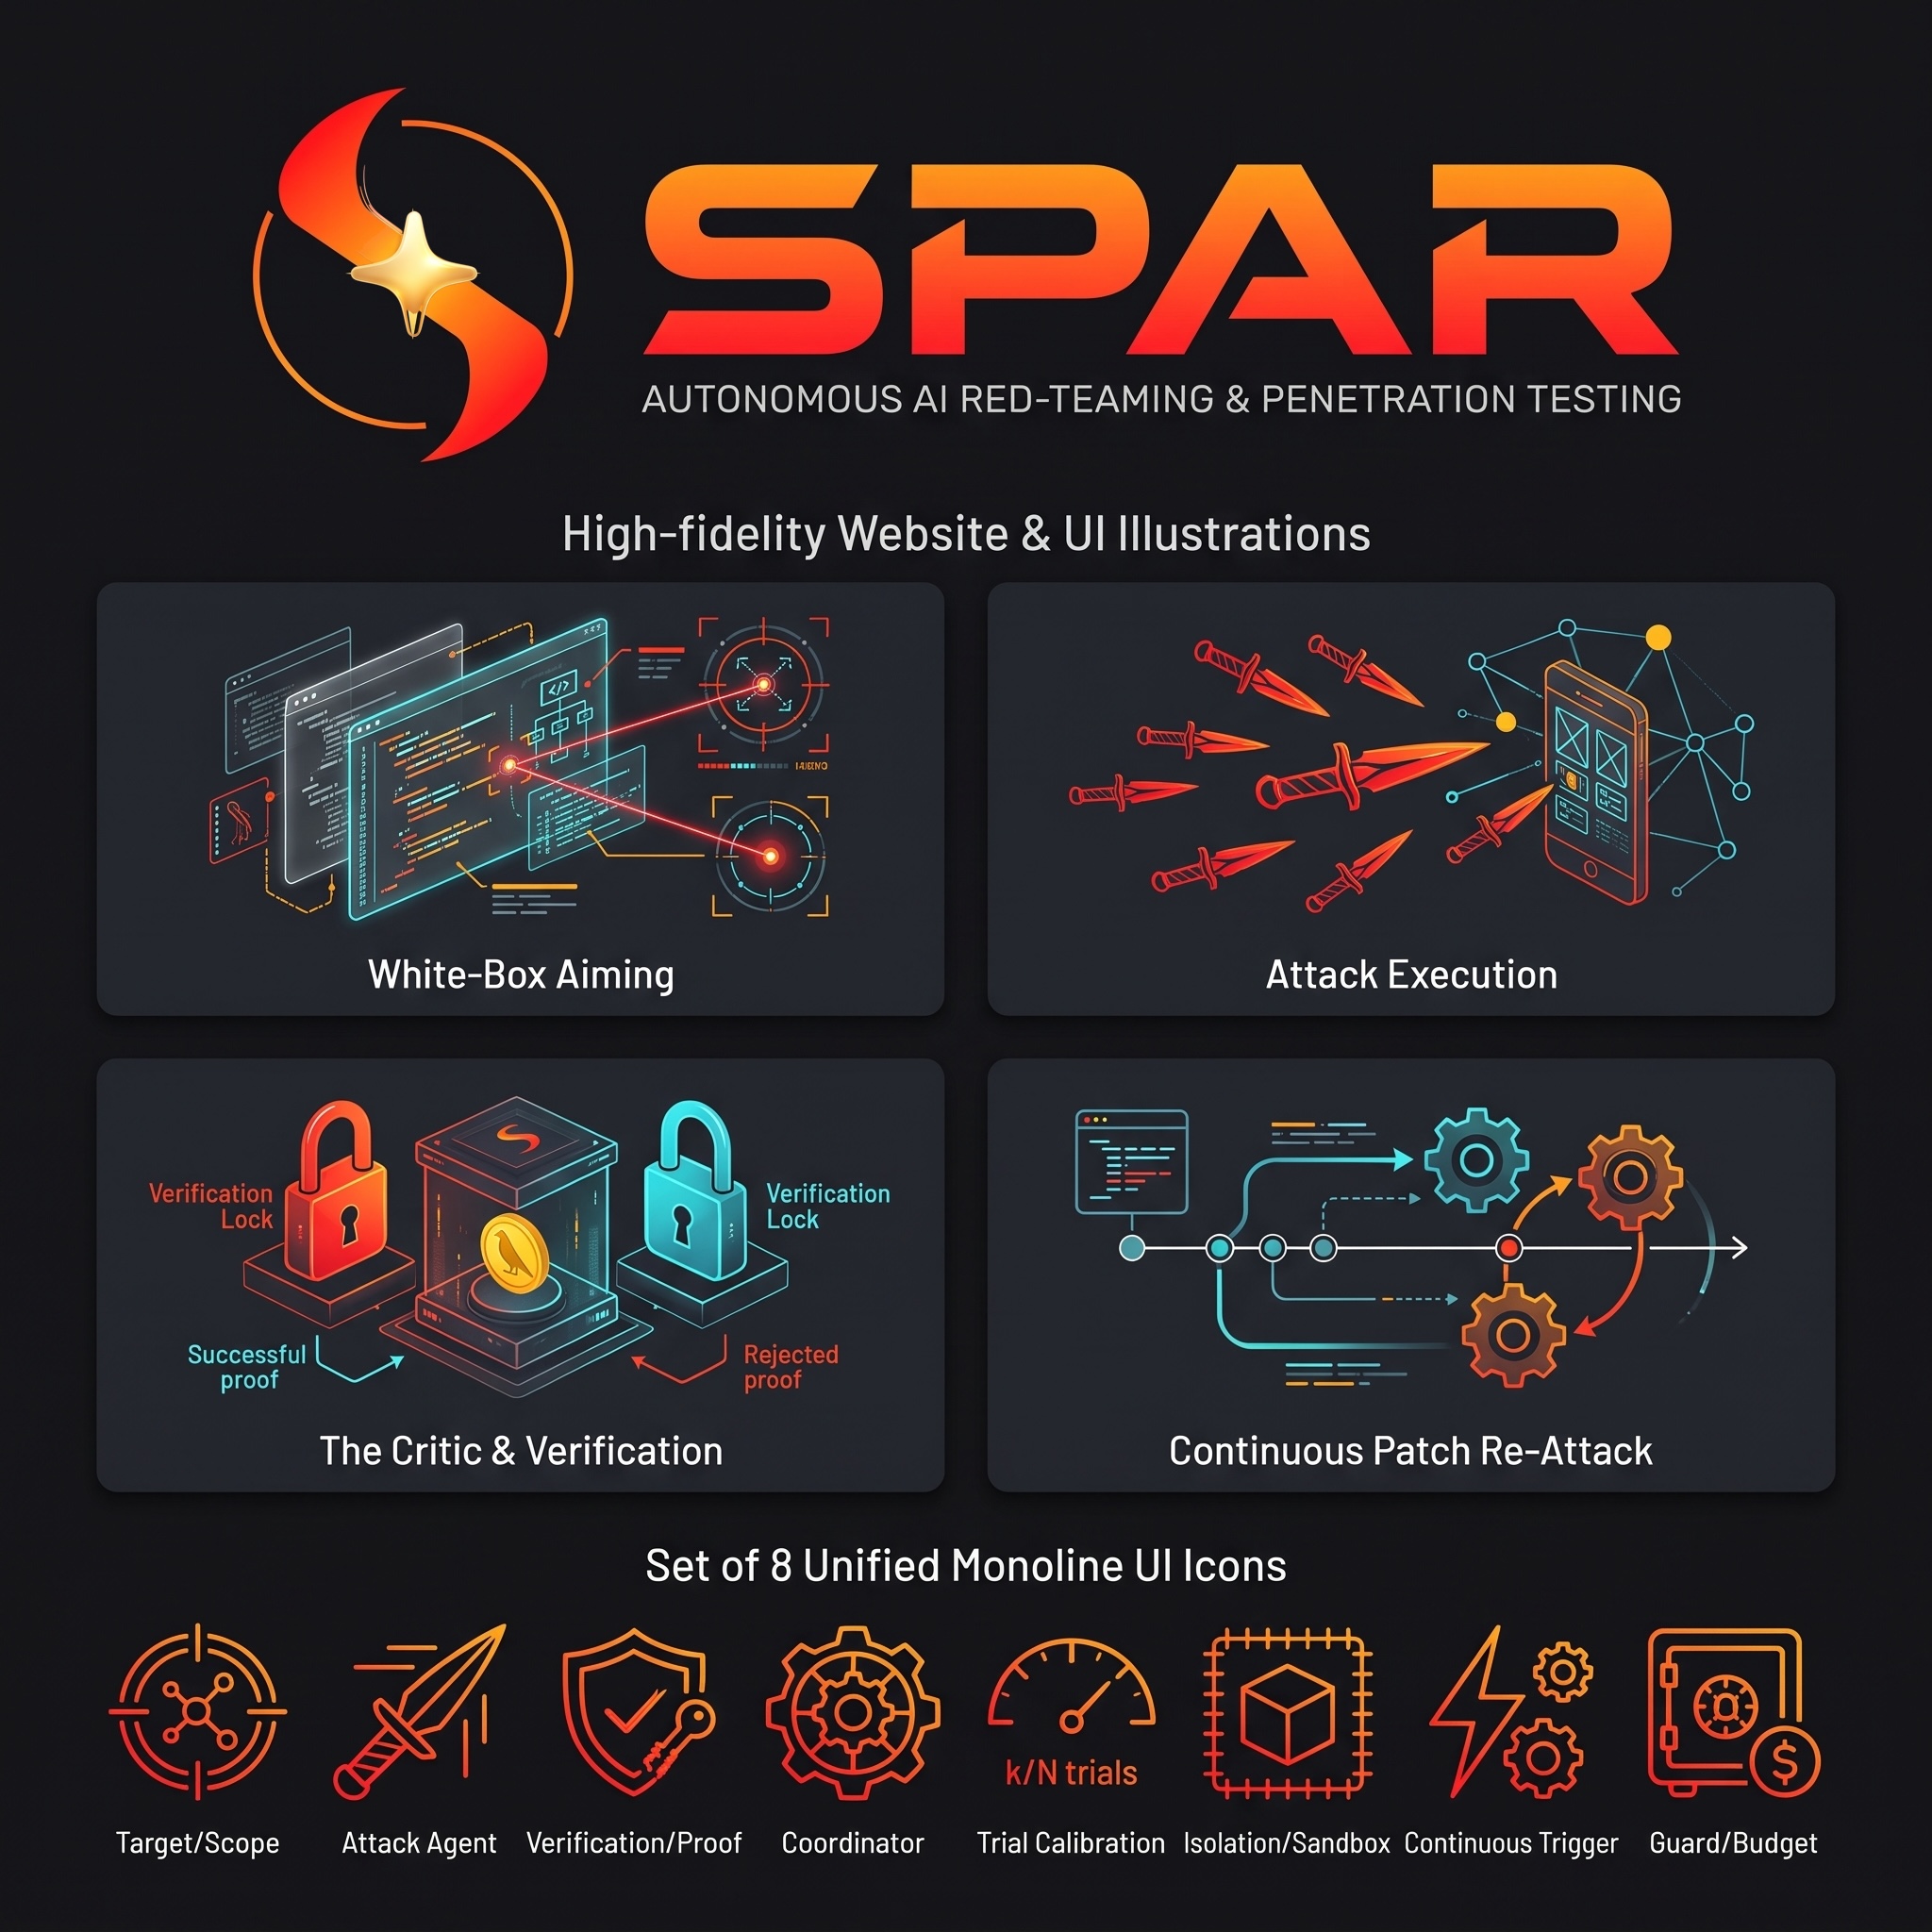 SPAR
AUTONOMOUS AI RED-TEAMING & PENETRATION TESTING
High-fidelity Website & UI Illustrations
</>
White-Box Aiming
Attack Execution
Verification
Lock
Verification
Lock
Successful
proof
Rejected
proof
The Critic & Verification
Continuous Patch Re-Attack
Set of 8 Unified Monoline UI Icons
k/N trials
$
Target/Scope
Attack Agent
Verification/Proof
Coordinator
Trial Calibration
Isolation/Sandbox
Continuous Trigger
Guard/Budget